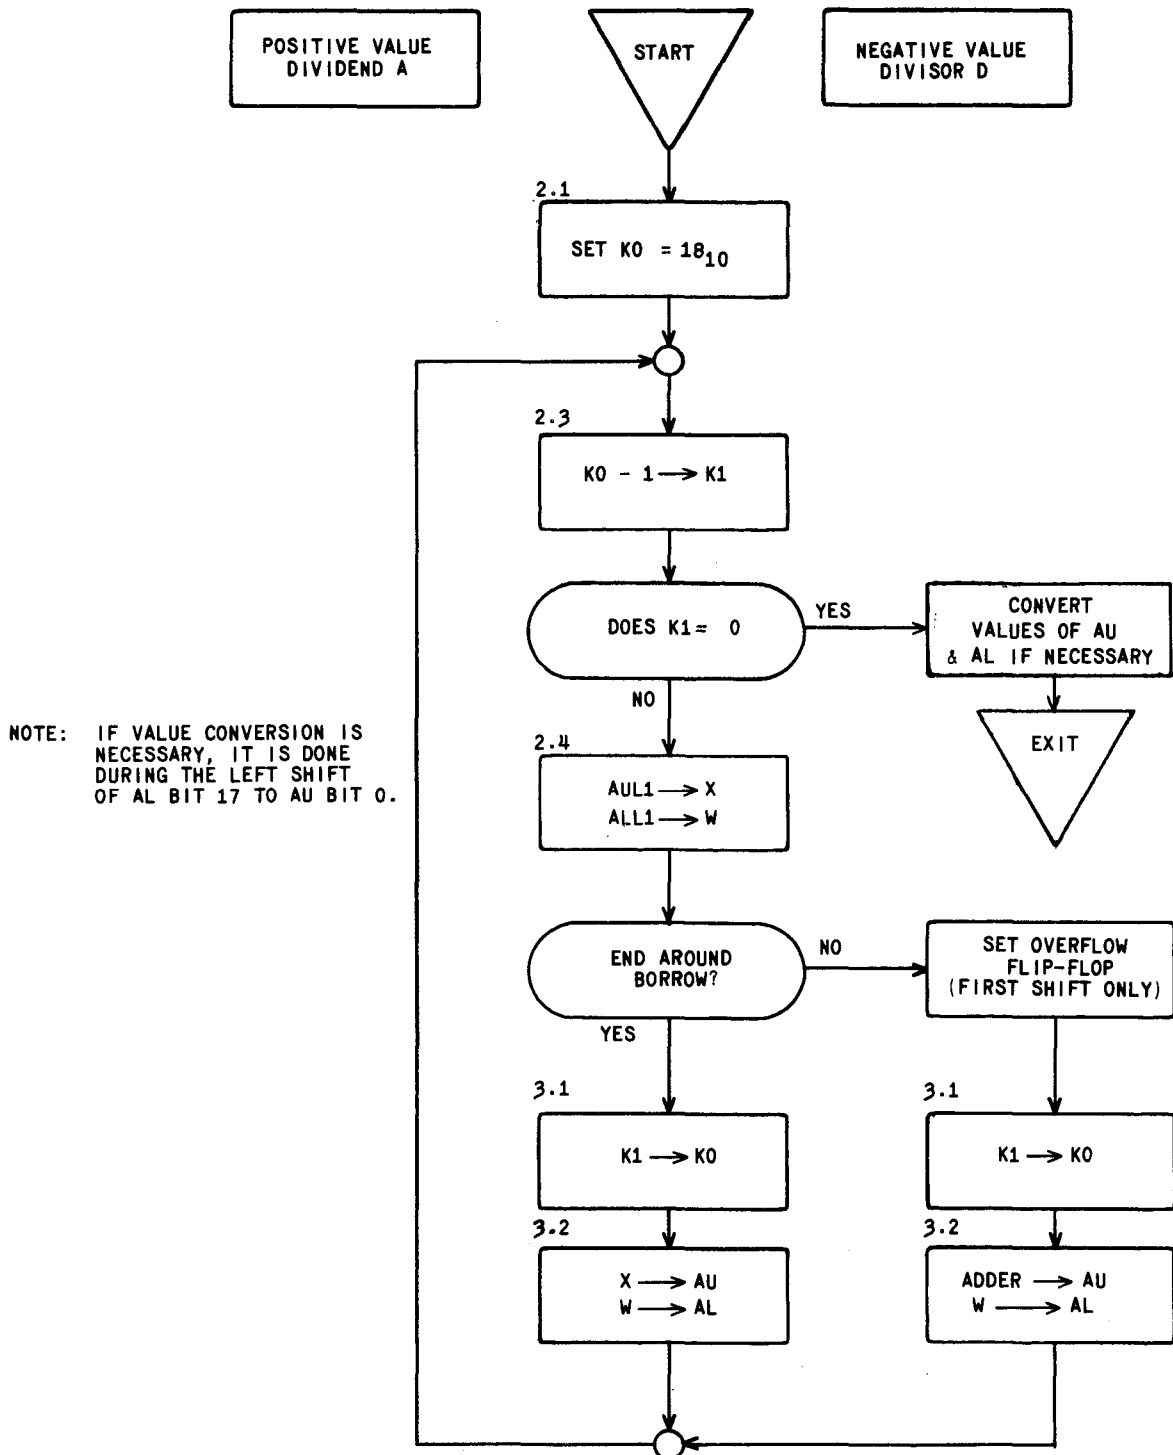 POSITIVE VALUE
DIVIDEND A
START
NEGATIVE VALUE
DIVISOR D
2.1
SET K0 = 18₁₀
2.3
K0 - 1 → K1
DOES K1 = 0
YES
CONVERT
VALUES OF AU
& AL IF NECESSARY
NO
EXIT
NOTE: IF VALUE CONVERSION IS
NECESSARY, IT IS DONE
DURING THE LEFT SHIFT
OF AL BIT 17 TO AU BIT 0.
2.4
AUL1 → X
ALL1 → W
END AROUND
BORROW?
NO
SET OVERFLOW
FLIP-FLOP
(FIRST SHIFT ONLY)
YES
3.1
K1 → K0
3.1
K1 → K0
3.2
X → AU
W → AL
3.2
ADDER → AU
W → AL